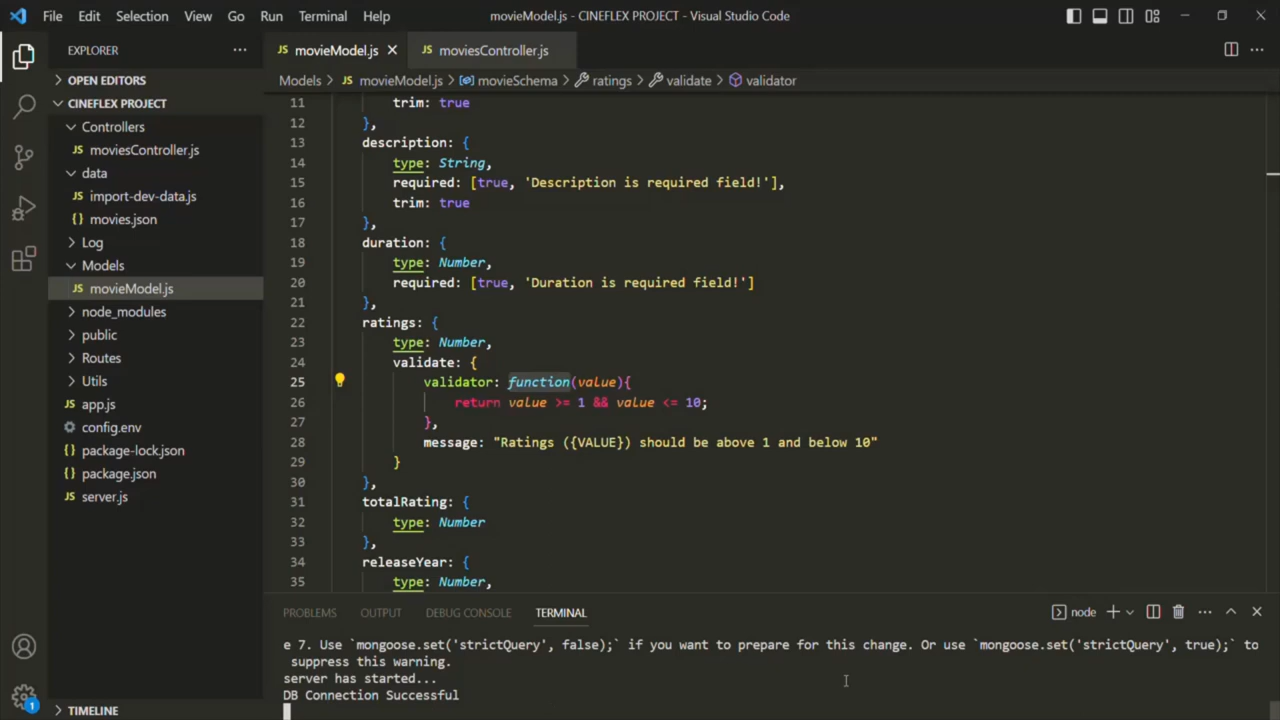 File Edit Selection View Go Run Terminal Help
movieModel.js - CINEFLEX PROJECT - Visual Studio Code
EXPLORER
OPEN EDITORS
CINEFLEX PROJECT
Controllers
JS moviesController.js
data
JS import-dev-data.js
{} movies.json
Log
Models
JS movieModel.js
node_modules
public
Routes
Utils
JS app.js
config.env
{} package-lock.json
{} package.json
JS server.js
TIMELINE
1
JS movieModel.js
JS moviesController.js
Models > JS movieModel.js > movieSchema > ratings > validate > validator
11 trim: true
12 },
13 description: {
14 type: String,
15 required: [true, 'Description is required field!'],
16 trim: true
17 },
18 duration: {
19 type: Number,
20 required: [true, 'Duration is required field!']
21 },
22 ratings: {
23 type: Number,
24 validate: {
25 validator: function(value){
26 return value >= 1 && value <= 10;
27 },
28 message: "Ratings ({VALUE}) should be above 1 and below 10"
29 }
30 },
31 totalRating: {
32 type: Number
33 },
34 releaseYear: {
35 type: Number,
PROBLEMS OUTPUT DEBUG CONSOLE TERMINAL
node
e 7. Use `mongoose.set('strictQuery', false);` if you want to prepare for this change. Or use `mongoose.set('strictQuery', true);` to
suppress this warning.
server has started...
DB Connection Successful